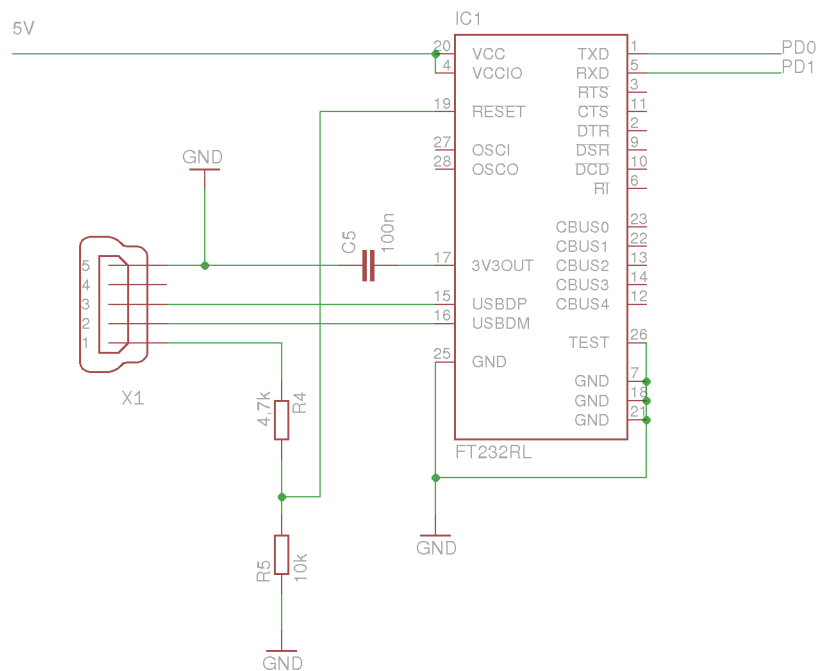 5V
IC1
20 VCC TXD 1 PD0
4 VCCIO RXD 5 PD1
RTS 3
19 RESET CTS 11
DTR 2
27 OSCI DSR 9
28 OSCO DCD 10
RI 6
GND
CBUS0 23
C5 100n
CBUS1 22
5 17 3V3OUT CBUS2 13
4 CBUS3 14
3 15 USBDP CBUS4 12
2 16 USBDM
1 TEST 26
25 GND
GND 7
X1
4,7k R4
GND 18
GND 21
FT232RL
GND
R5 10k
GND